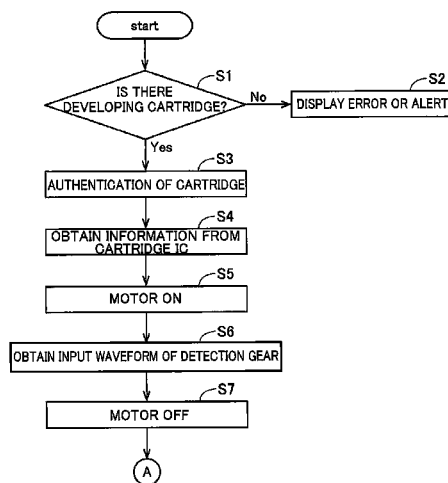 start
S1
IS THERE
DEVELOPING CARTRIDGE?
No
S2
DISPLAY ERROR OR ALERT
Yes
S3
AUTHENTICATION OF CARTRIDGE
S4
OBTAIN INFORMATION FROM
CARTRIDGE IC
S5
MOTOR ON
S6
OBTAIN INPUT WAVEFORM OF DETECTION GEAR
S7
MOTOR OFF
A